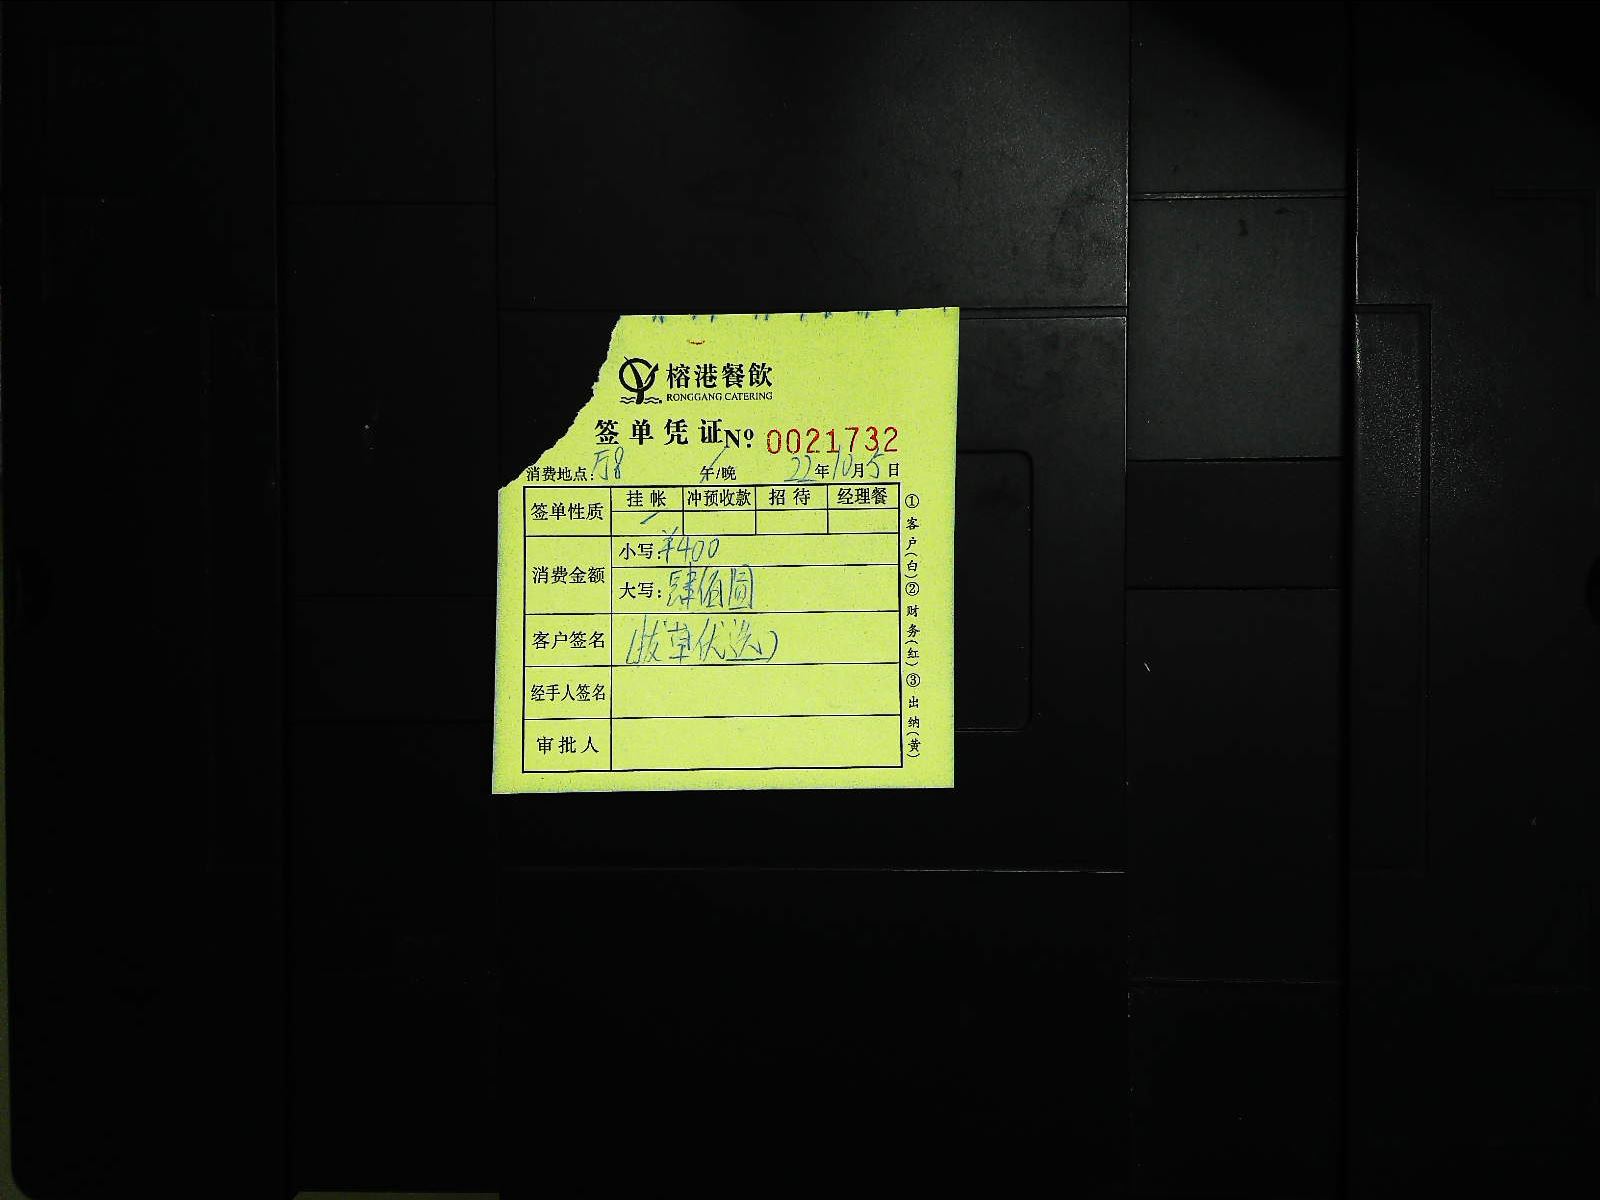 榕港餐飲
RONGGANG CATERING
签单凭证 Nº 0021732
消费地点: 午/晚 22年10月5日
签单性质 挂帐 冲预收款 招待 经理餐
消费金额
小写:¥400
大写:肆佰圆
客户签名 (拔草优选)
经手人签名
审批人
①客户(白)②财务(红)③出纳(黄)